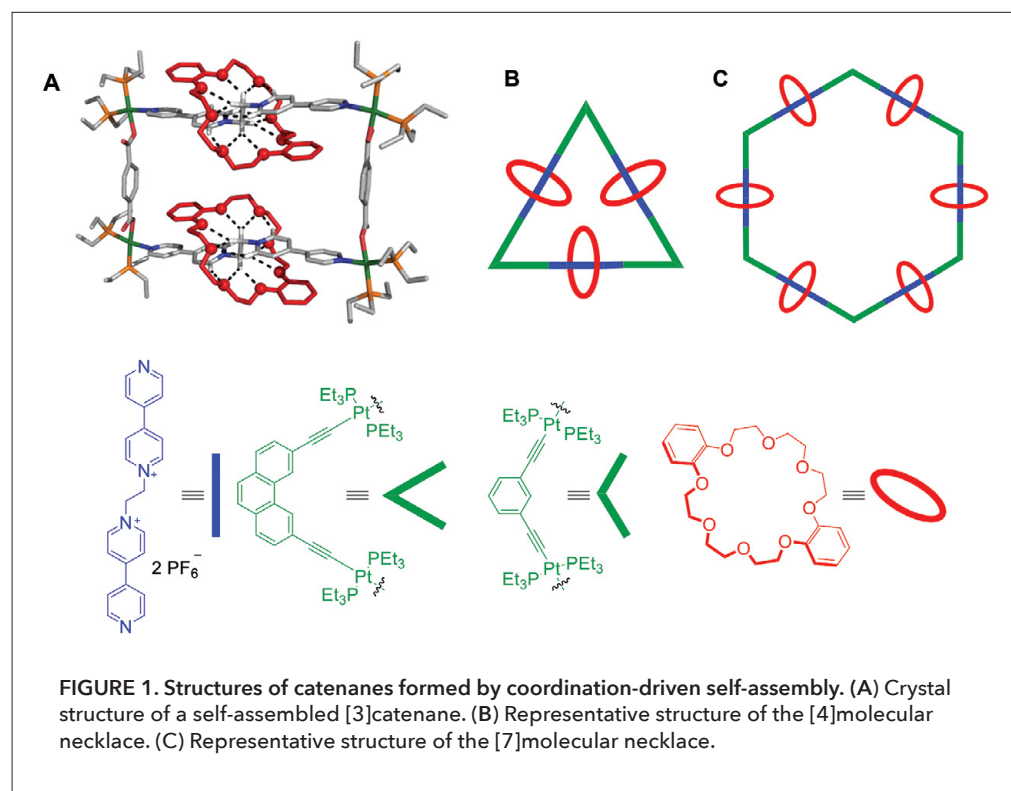 A
B
C
N
N+
N+
N
2 PF6−
Et3P
Pt
PEt3
PEt3
Pt
Et3P
Et3P
Pt
PEt3
Et3P
Pt
PEt3
O O O
O O
O O
O O O
FIGURE 1. Structures of catenanes formed by coordination-driven self-assembly. (A) Crystal
structure of a self-assembled [3]catenane. (B) Representative structure of the [4]molecular
necklace. (C) Representative structure of the [7]molecular necklace.